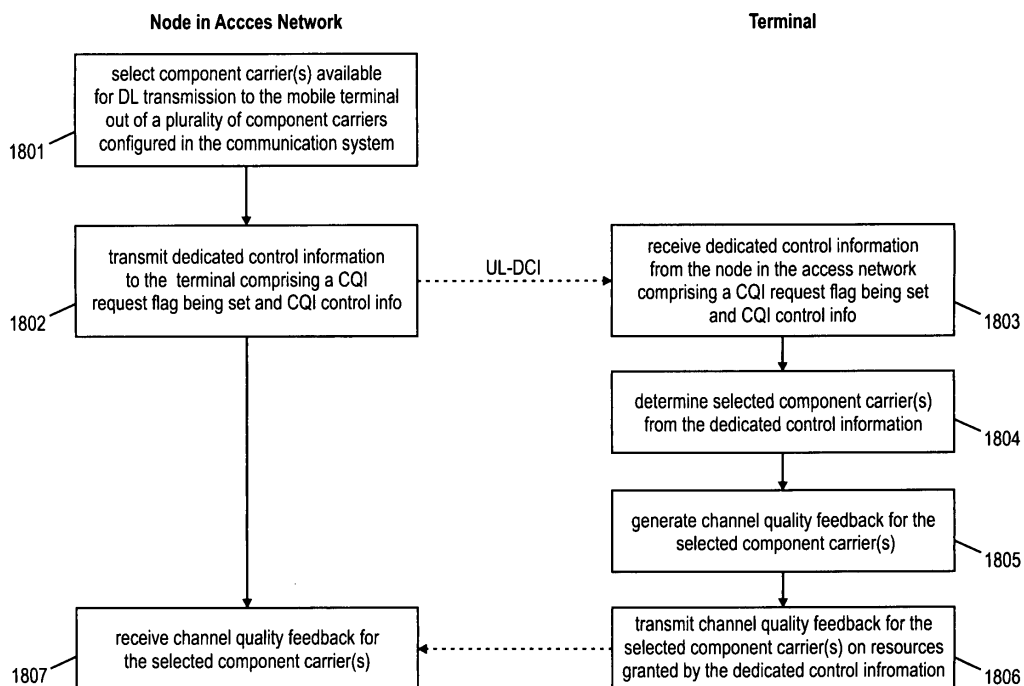 Node in Accces Network
Terminal
select component carrier(s) available
for DL transmission to the mobile terminal
out of a plurality of component carriers
configured in the communication system
1801
transmit dedicated control information
to the terminal comprising a CQI
request flag being set and CQI control info
1802
UL-DCI
receive dedicated control information
from the node in the access network
comprising a CQI request flag being set
and CQI control info
1803
determine selected component carrier(s)
from the dedicated control information
1804
generate channel quality feedback for the
selected component carrier(s)
1805
transmit channel quality feedback for the
selected component carrier(s) on resources
granted by the dedicated control infromation
1806
receive channel quality feedback for
the selected component carrier(s)
1807